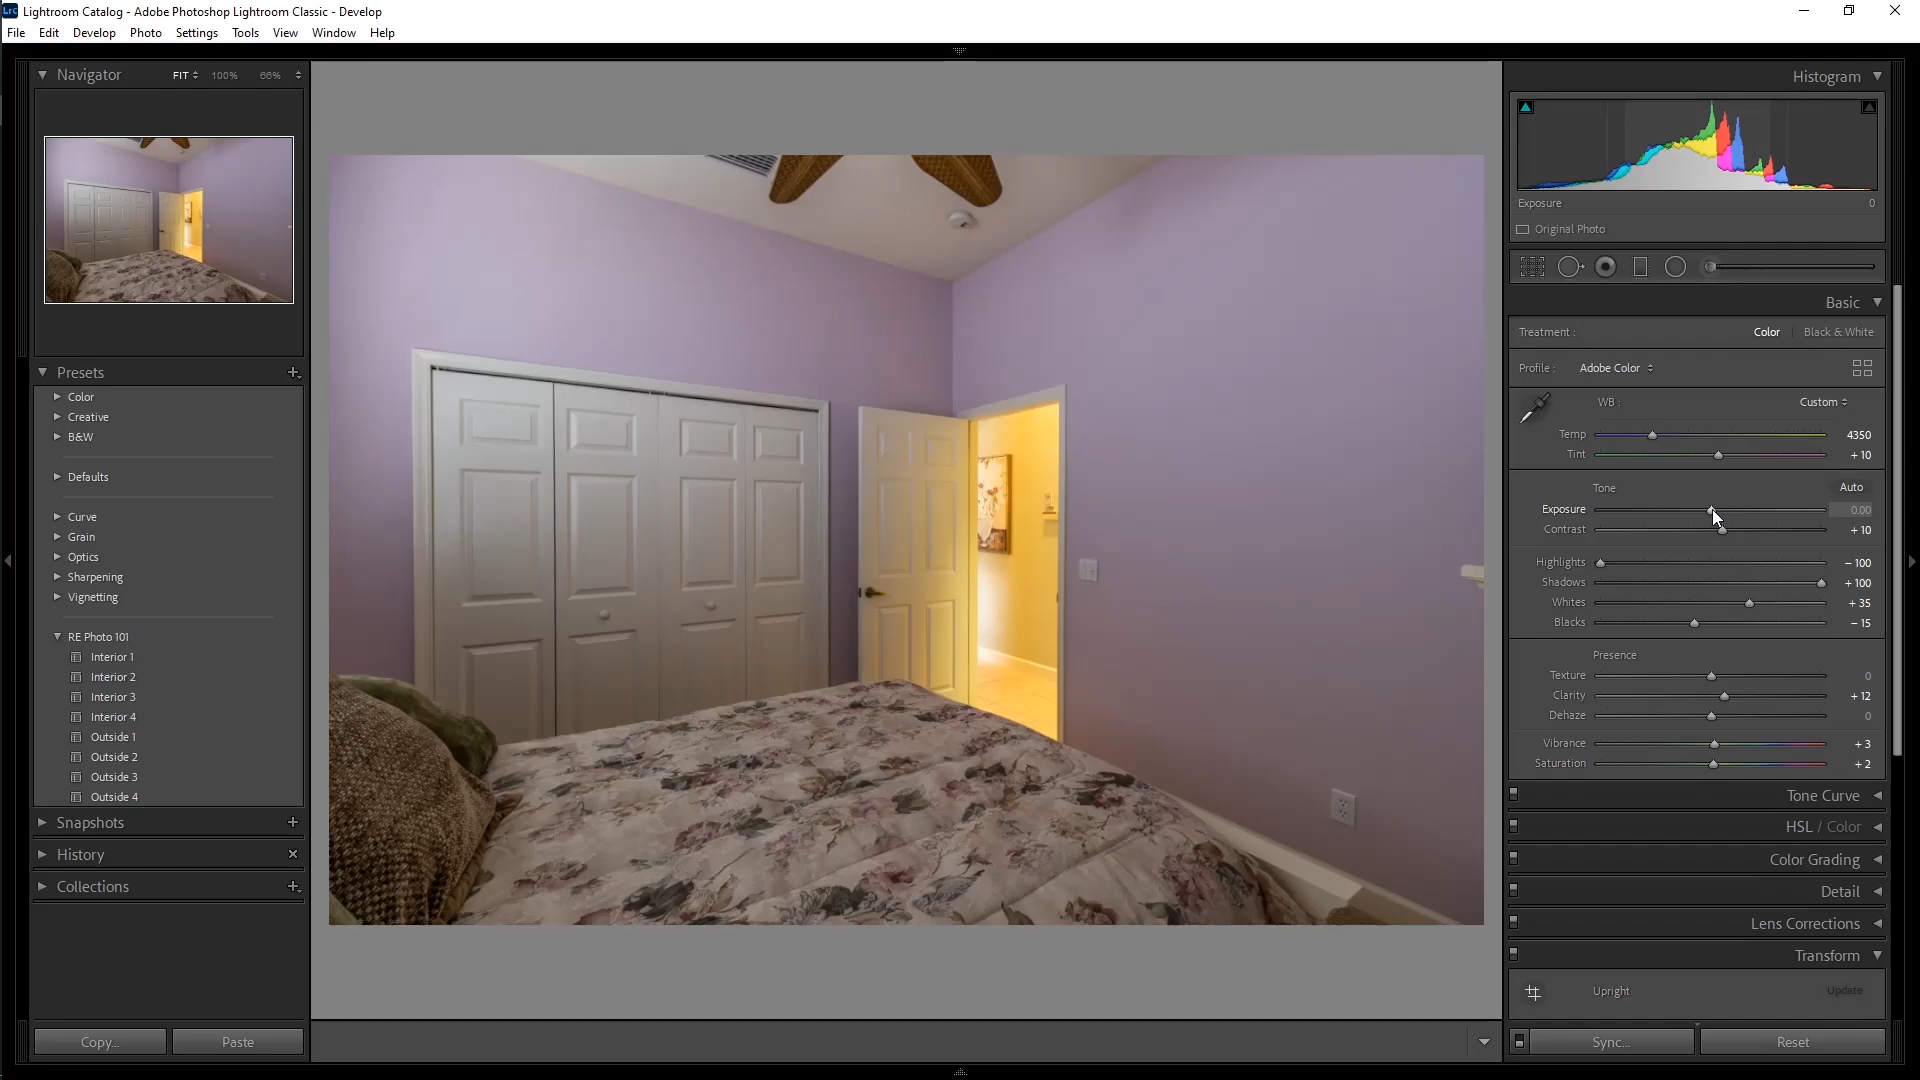 Lrc Lightroom Catalog - Adobe Photoshop Lightroom Classic - Develop
File Edit Develop Photo Settings Tools View Window Help
Navigator FIT 100% 66%
Presets
Color
Creative
B&W
Defaults
Curve
Grain
Optics
Sharpening
Vignetting
RE Photo 101
Interior 1
Interior 2
Interior 3
Interior 4
Outside 1
Outside 2
Outside 3
Outside 4
Snapshots
History
Collections
Copy... Paste
Histogram
Exposure 0
Original Photo
Basic
Treatment : Color Black & White
Profile : Adobe Color
WB : Custom
Temp 4350
Tint + 10
Tone Auto
Exposure 0.00
Contrast + 10
Highlights − 100
Shadows + 100
Whites + 35
Blacks − 15
Presence
Texture 0
Clarity + 12
Dehaze 0
Vibrance + 3
Saturation + 2
Tone Curve
HSL / Color
Color Grading
Detail
Lens Corrections
Transform
Upright Update
Sync... Reset